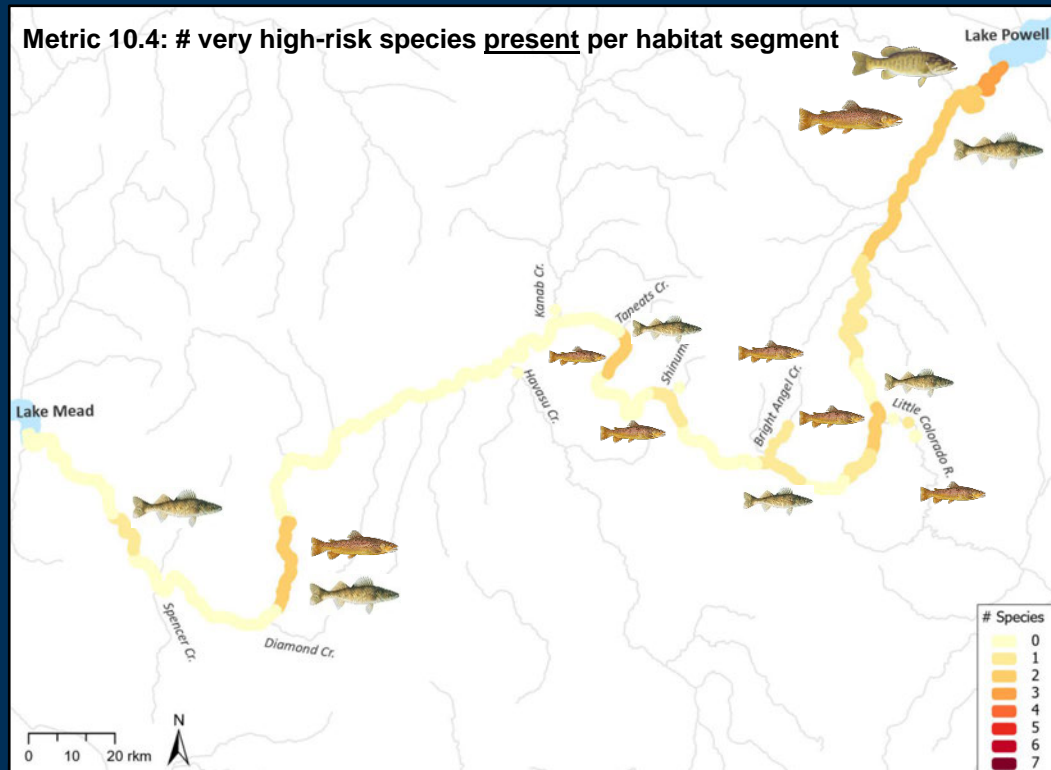 Metric 10.4: # very high-risk species present per habitat segment
Lake Powell
Kanab Cr.
Taneats Cr.
Shinum.
Havasu Cr.
Bright Angel Cr.
Little Colorado R.
Lake Mead
Spencer Cr.
Diamond Cr.
# Species
0
1
2
3
4
5
6
7
N
0 10 20 rkm